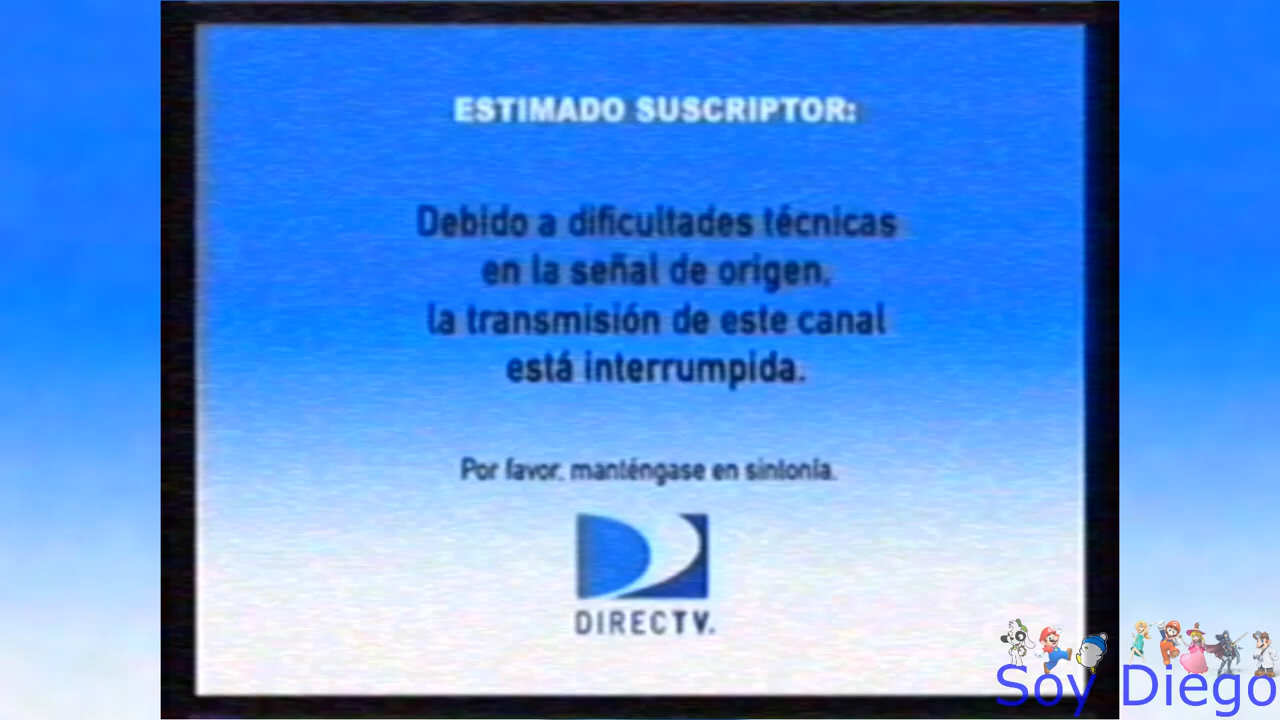 ESTIMADO SUSCRIPTOR:
Debido a dificultades técnicas
en la señal de origen,
la transmisión de este canal
está interrumpida.
Por favor, manténgase en sintonía.
DIRECTV.
Soy Diego